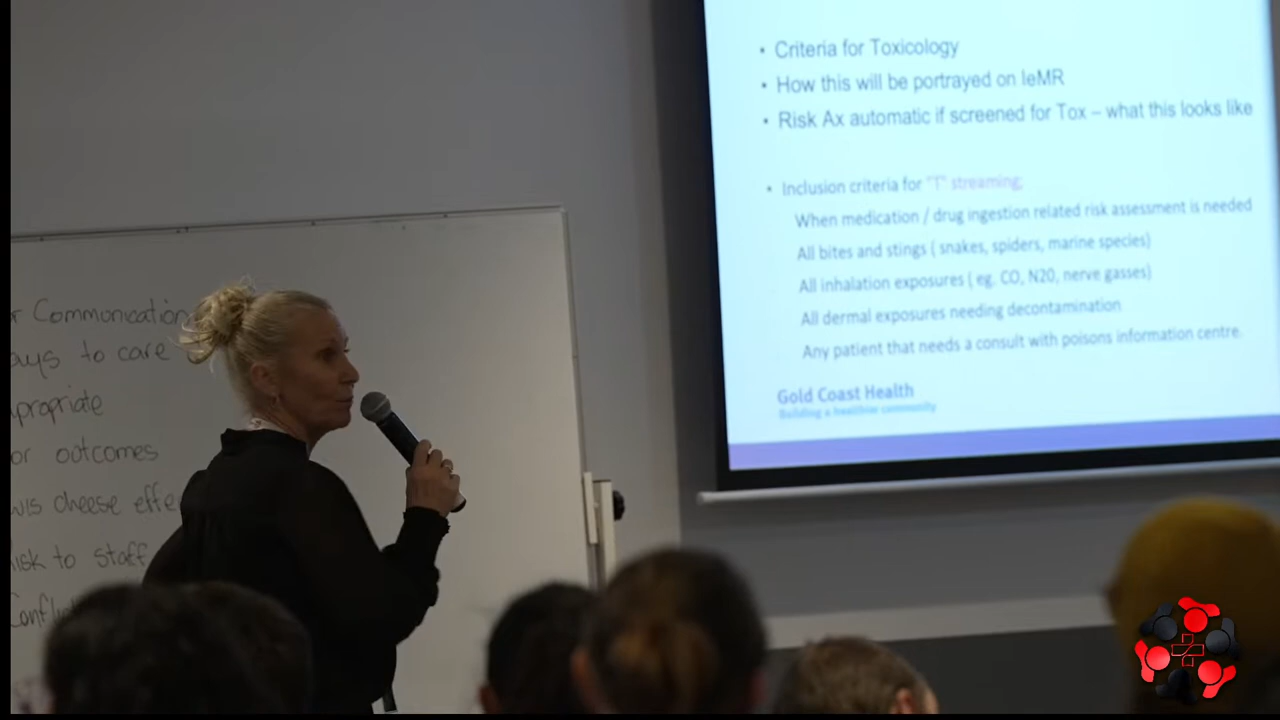 • Criteria for Toxicology
• How this will be portrayed on IeMR
• Risk Ax automatic if screened for Tox – what this looks like
• Inclusion criteria for "T" streaming;
When medication / drug ingestion related risk assessment is needed
All bites and stings ( snakes, spiders, marine species)
All inhalation exposures ( eg. CO, N20, nerve gasses)
All dermal exposures needing decontamination
Any patient that needs a consult with poisons information centre.
Gold Coast Health
Building a healthier community
r Communication
ays to care
propriate
or outcomes
wis cheese effe
isk to staff
Confli